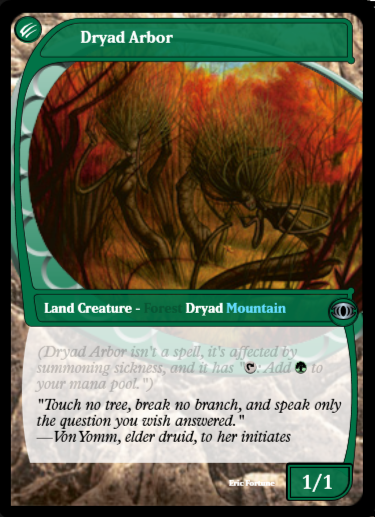 Dryad Arbor
Land Creature - Forest Dryad Mountain
(Dryad Arbor isn't a spell, it's affected by
summoning sickness, and it has " : Add  to
your mana pool.")
"Touch no tree, break no branch, and speak only
the question you wish answered."
—Von Yomm, elder druid, to her initiates
Eric Fortune
1/1